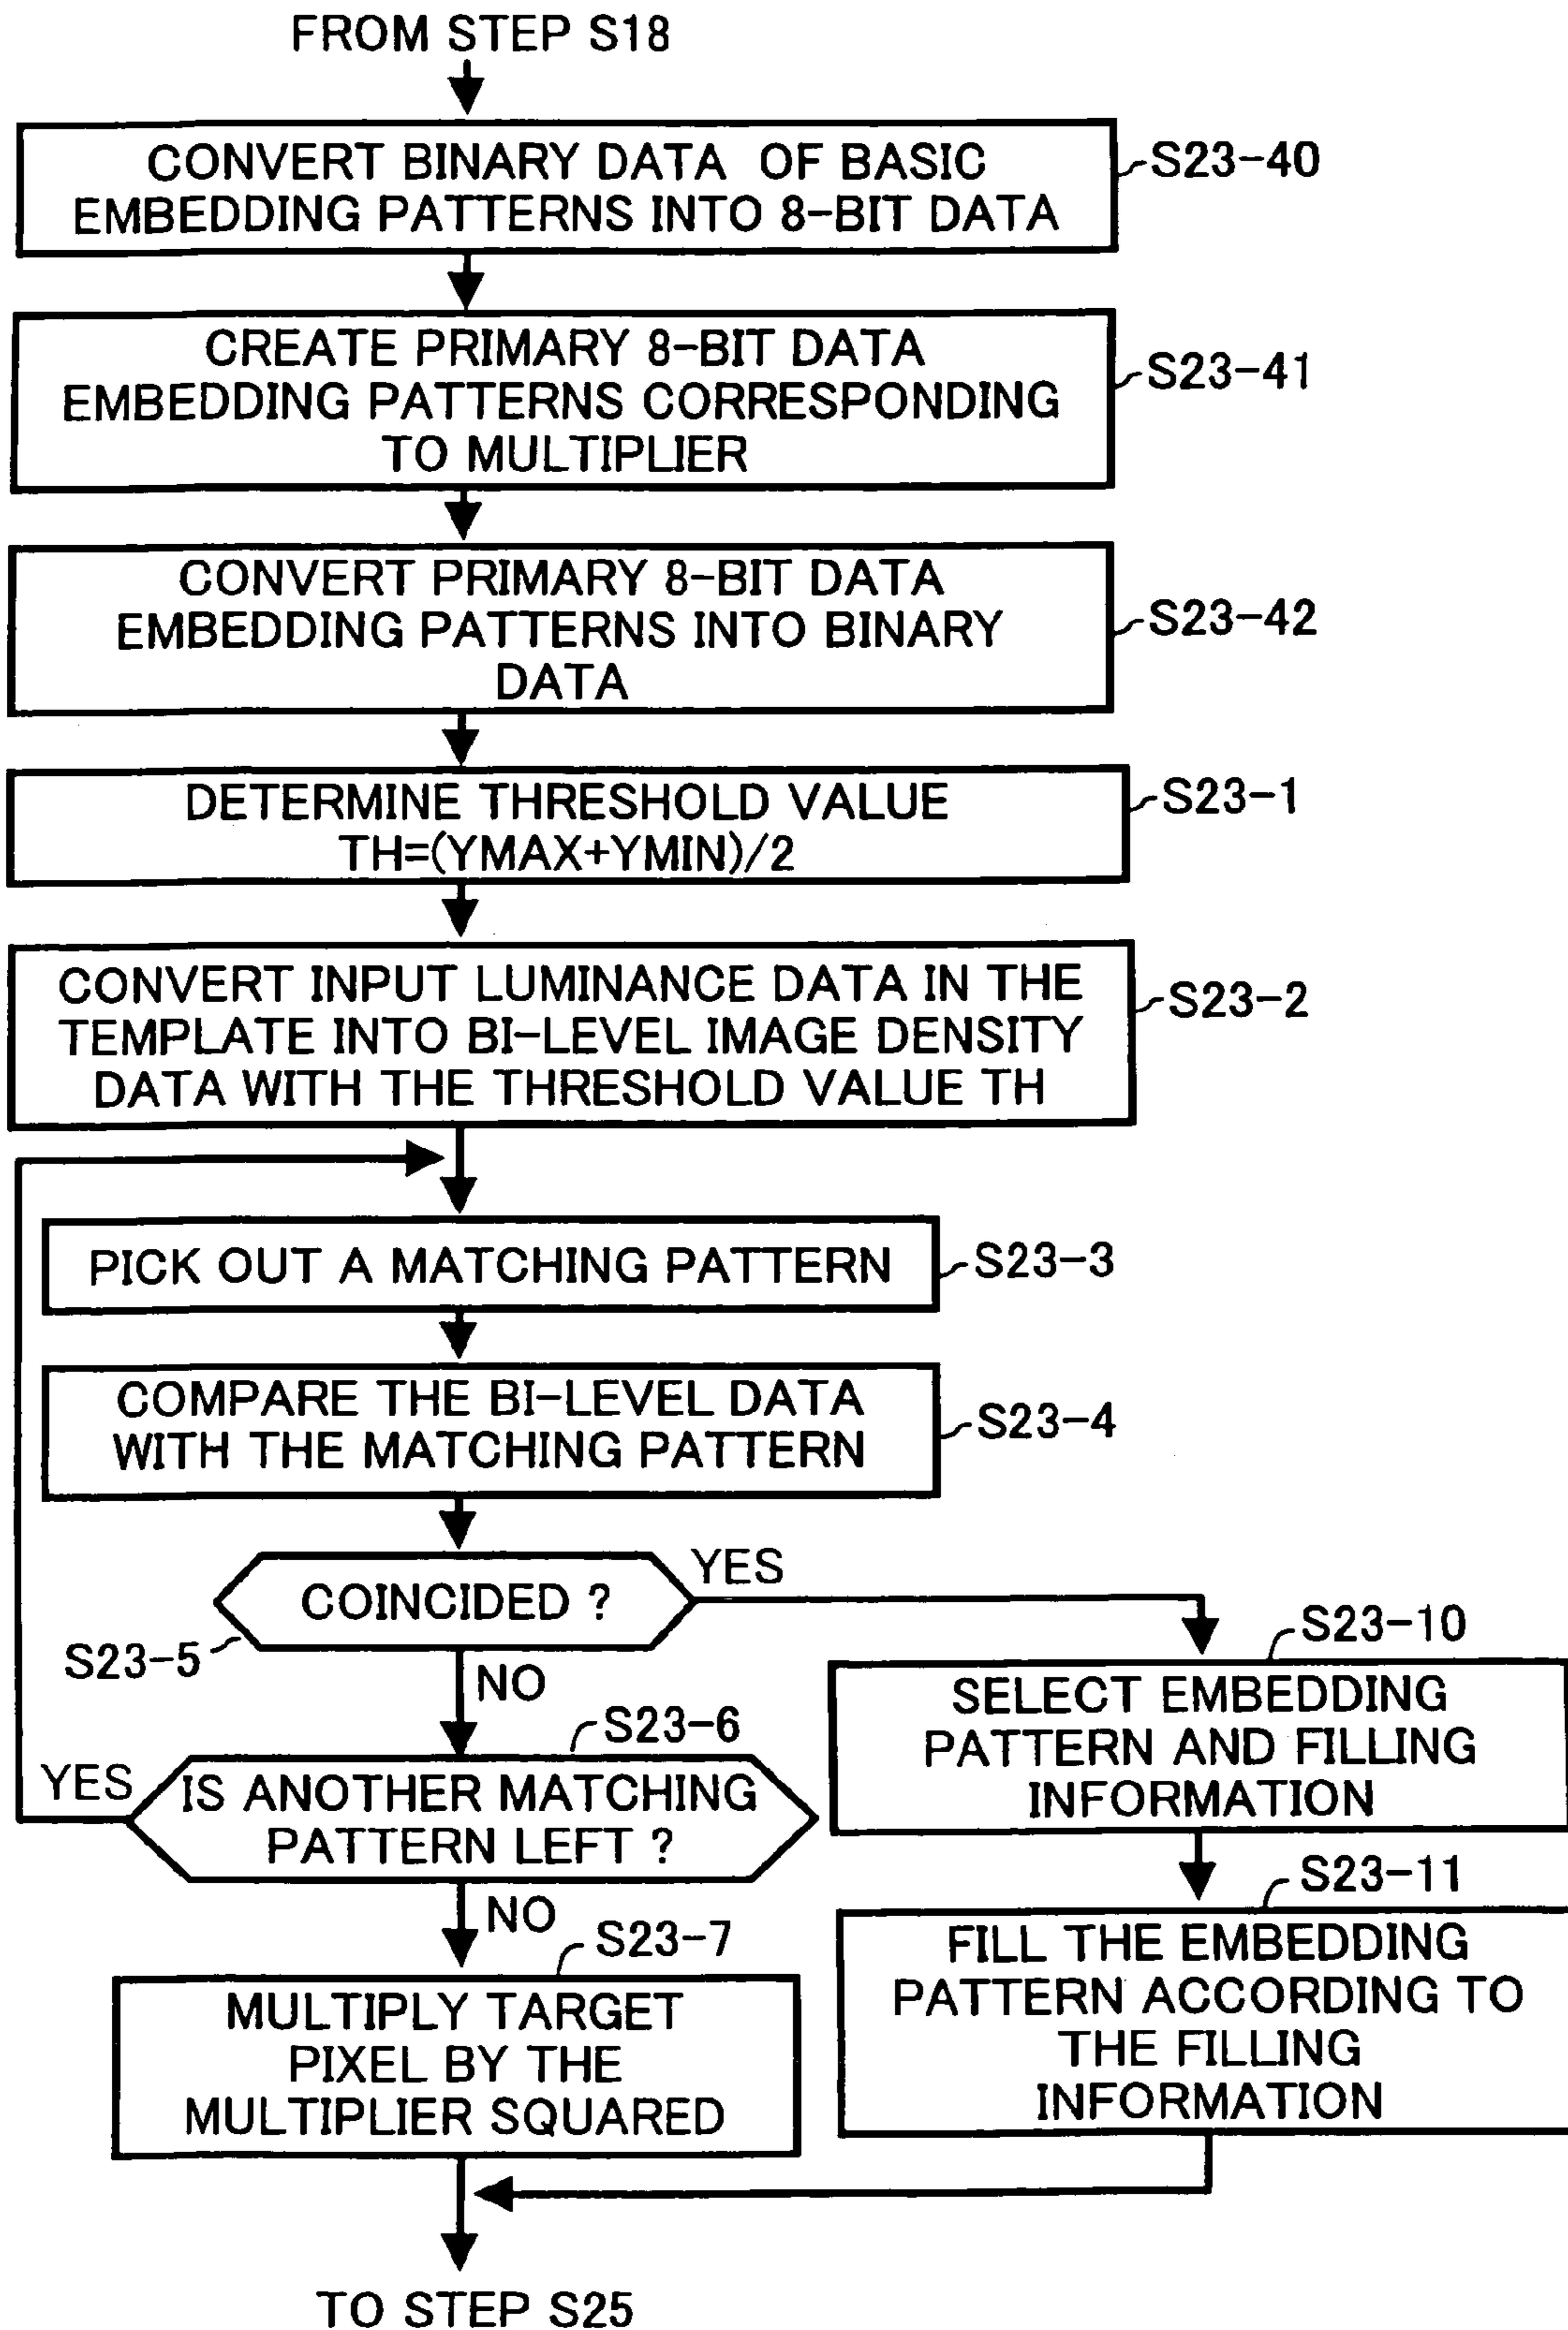 FROM STEP S18
CONVERT BINARY DATA OF BASIC
EMBEDDING PATTERNS INTO 8-BIT DATA
S23-40
CREATE PRIMARY 8-BIT DATA
EMBEDDING PATTERNS CORRESPONDING
TO MULTIPLIER
S23-41
CONVERT PRIMARY 8-BIT DATA
EMBEDDING PATTERNS INTO BINARY
DATA
S23-42
DETERMINE THRESHOLD VALUE
TH=(YMAX+YMIN)/2
S23-1
CONVERT INPUT LUMINANCE DATA IN THE
TEMPLATE INTO BI-LEVEL IMAGE DENSITY
DATA WITH THE THRESHOLD VALUE TH
S23-2
PICK OUT A MATCHING PATTERN
S23-3
COMPARE THE BI-LEVEL DATA
WITH THE MATCHING PATTERN
S23-4
COINCIDED ?
YES
S23-5
NO
S23-10
SELECT EMBEDDING
PATTERN AND FILLING
INFORMATION
S23-6
YES
IS ANOTHER MATCHING
PATTERN LEFT ?
NO
S23-11
FILL THE EMBEDDING
PATTERN ACCORDING TO
THE FILLING
INFORMATION
S23-7
MULTIPLY TARGET
PIXEL BY THE
MULTIPLIER SQUARED
TO STEP S25